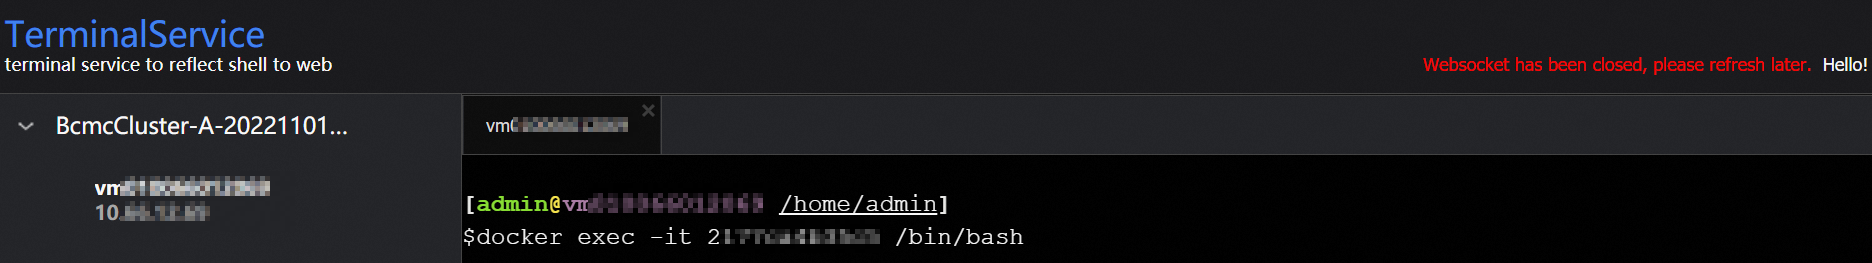 TerminalService
terminal service to reflect shell to web
Websocket has been closed, please refresh later. Hello!
BcmcCluster-A-20221101...
vm
10.
vm
[admin@vm /home/admin]
$docker exec -it 2 /bin/bash